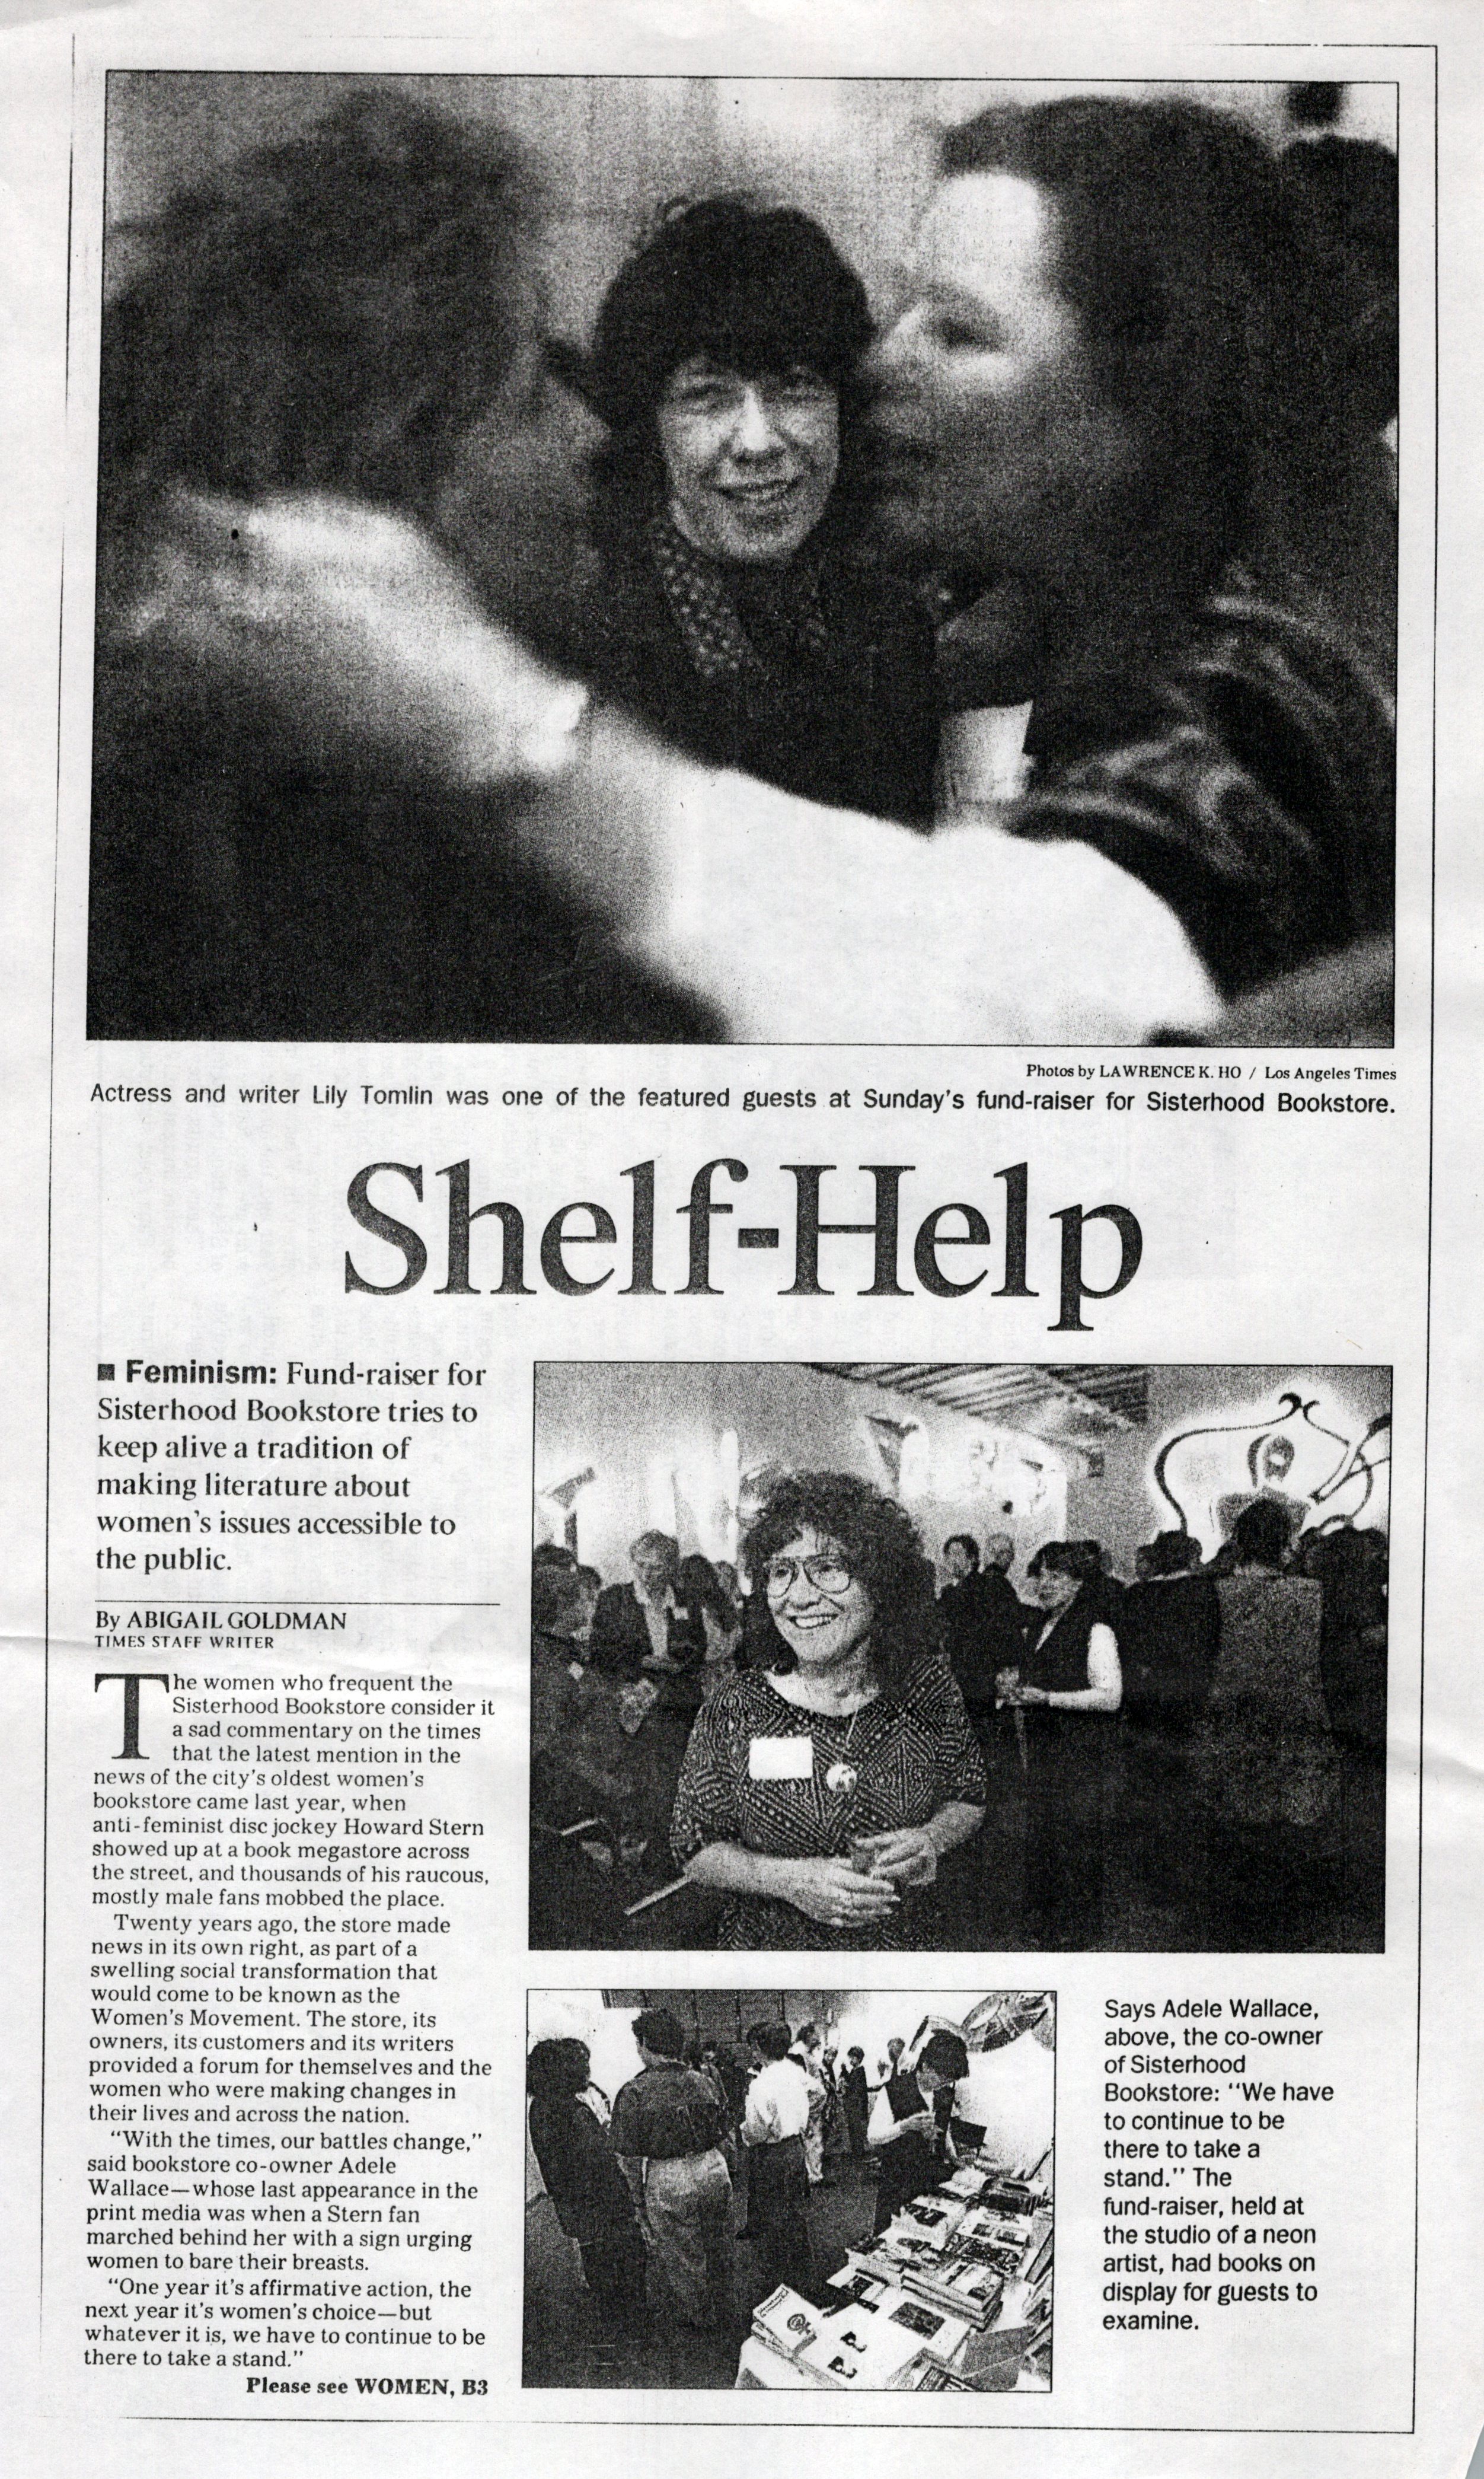 Photos by LAWRENCE K. HO / Los Angeles Times
Actress and writer Lily Tomlin was one of the featured guests at Sunday's fund-raiser for Sisterhood Bookstore.
Shelf-Help
■ Feminism: Fund-raiser for
Sisterhood Bookstore tries to
keep alive a tradition of
making literature about
women's issues accessible to
the public.
By ABIGAIL GOLDMAN
TIMES STAFF WRITER
The women who frequent the
Sisterhood Bookstore consider it
a sad commentary on the times
that the latest mention in the
news of the city's oldest women's
bookstore came last year, when
anti-feminist disc jockey Howard Stern
showed up at a book megastore across
the street, and thousands of his raucous,
mostly male fans mobbed the place.
Twenty years ago, the store made
news in its own right, as part of a
swelling social transformation that
would come to be known as the
Women's Movement. The store, its
owners, its customers and its writers
provided a forum for themselves and the
women who were making changes in
their lives and across the nation.
"With the times, our battles change,"
said bookstore co-owner Adele
Wallace—whose last appearance in the
print media was when a Stern fan
marched behind her with a sign urging
women to bare their breasts.
"One year it's affirmative action, the
next year it's women's choice—but
whatever it is, we have to continue to be
there to take a stand."
Please see WOMEN, B3
Says Adele Wallace,
above, the co-owner
of Sisterhood
Bookstore: "We have
to continue to be
there to take a
stand." The
fund-raiser, held at
the studio of a neon
artist, had books on
display for guests to
examine.